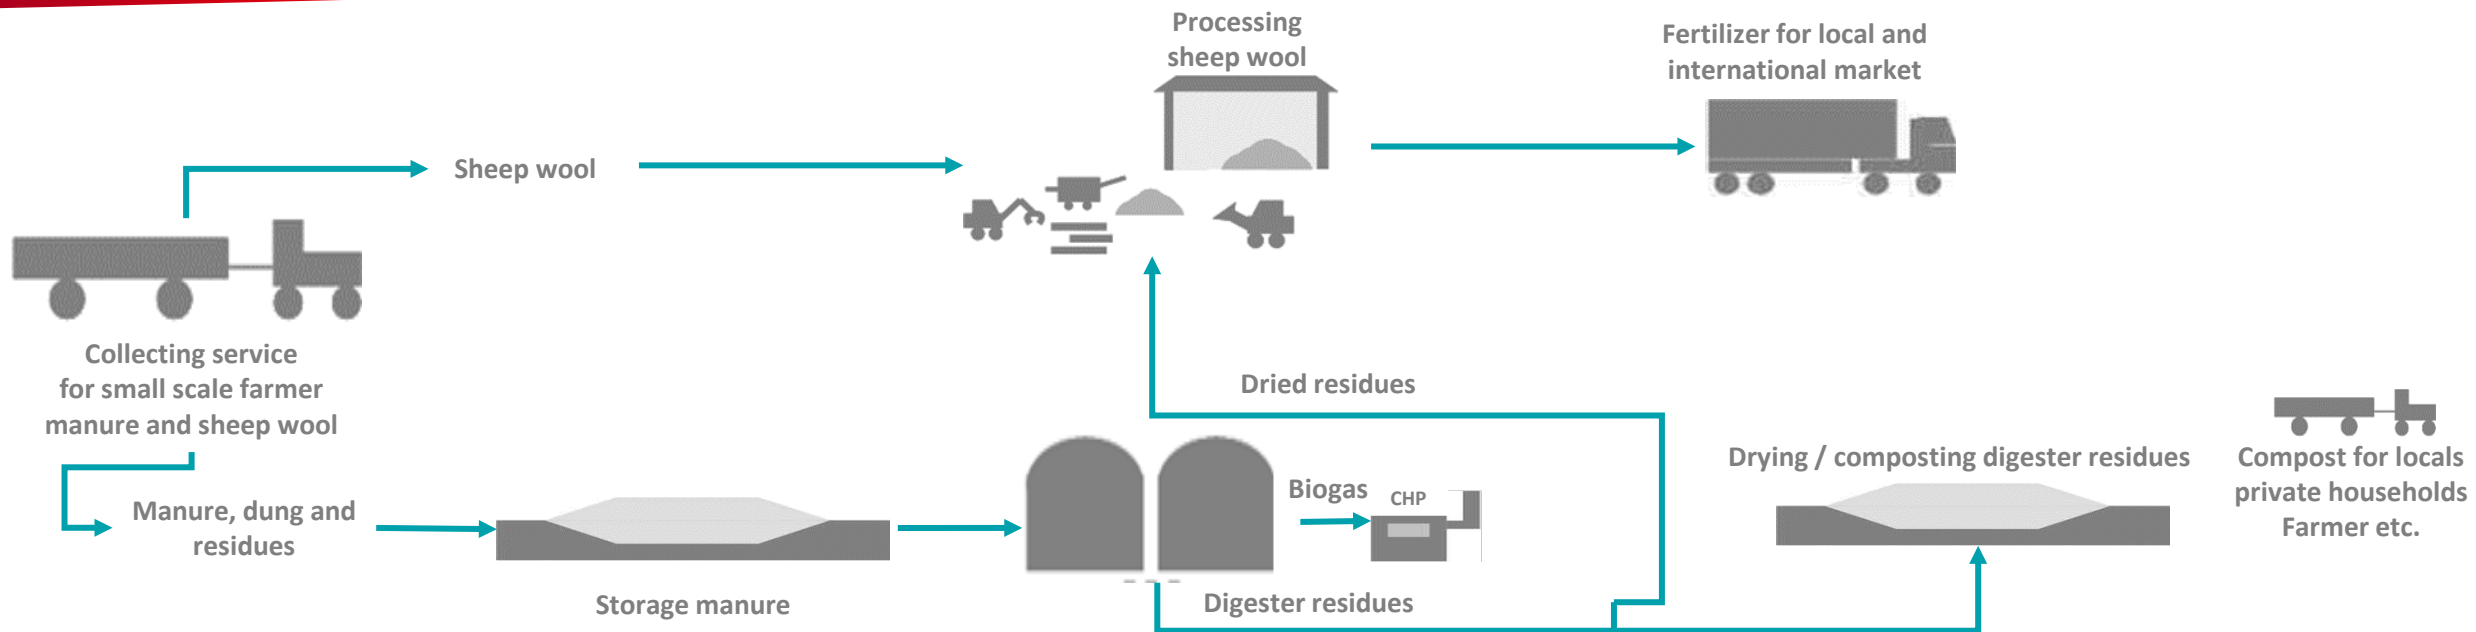 Processing
sheep wool
Fertilizer for local and
international market
Sheep wool
Collecting service
for small scale farmer
manure and sheep wool
Dried residues
Drying / composting digester residues
Compost for locals
private households
Farmer etc.
Manure, dung and
residues
Biogas
CHP
Storage manure
Digester residues